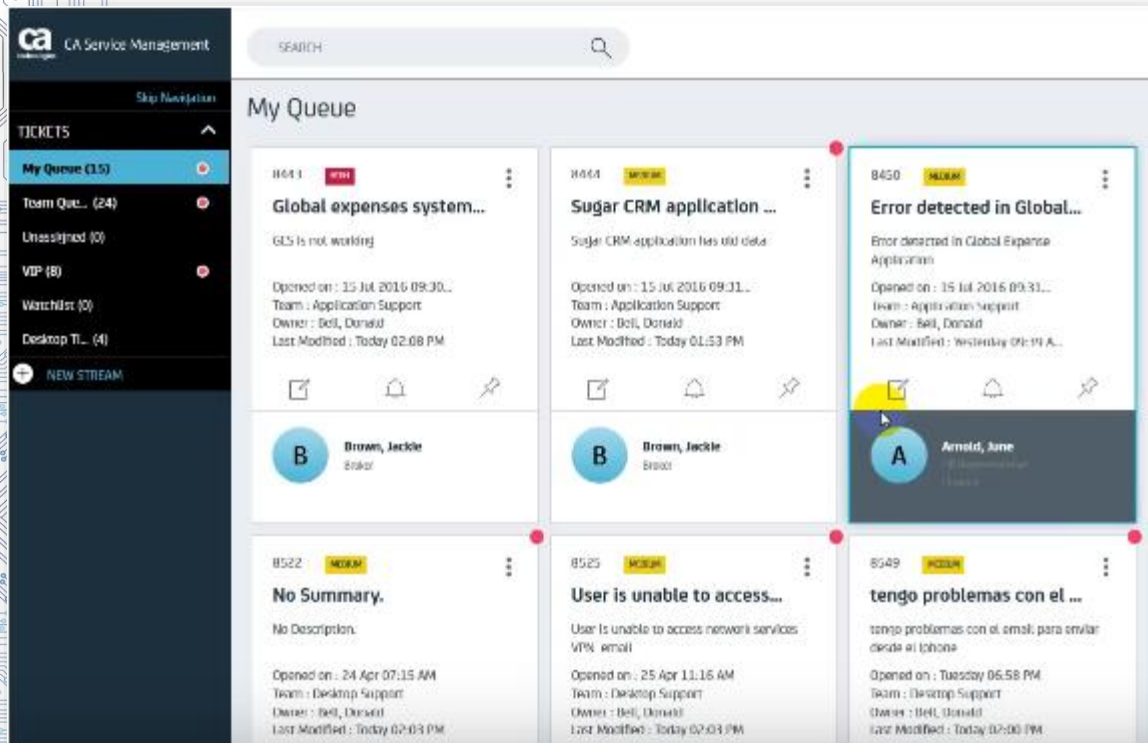 ca
technologies
CA Service Management
SEARCH
Skip Navigation
TICKETS
My Queue (15)
Team Que... (24)
Unassigned (0)
VIP (8)
Watchlist (0)
Desktop Ti... (4)
NEW STREAM
My Queue
8443 HIGH
Global expenses system...
GES is not working
Opened on : 15 Jul 2016 09:30...
Team : Application Support
Owner : Bell, Donald
Last Modified : Today 02:08 PM
B
Brown, Jackie
Broker
8444 MEDIUM
Sugar CRM application ...
Sugar CRM application has old data
Opened on : 15 Jul 2016 09:31...
Team : Application Support
Owner : Bell, Donald
Last Modified : Today 01:53 PM
B
Brown, Jackie
Broker
8450 MEDIUM
Error detected in Global...
Error detected in Global Expense
Application
Opened on : 15 Jul 2016 09:31...
Team : Application Support
Owner : Bell, Donald
Last Modified : Yesterday 09:39 A...
A
Arnold, June
8522 MEDIUM
No Summary.
No Description.
Opened on : 24 Apr 07:15 AM
Team : Desktop Support
Owner : Bell, Donald
Last Modified : Today 02:03 PM
8525 MEDIUM
User is unable to access...
User is unable to access network services
VPN email
Opened on : 25 Apr 11:16 AM
Team : Desktop Support
Owner : Bell, Donald
Last Modified : Today 02:03 PM
8549 MEDIUM
tengo problemas con el ...
tengo problemas con el email para enviar
desde el iphone
Opened on : Tuesday 06:58 PM
Team : Desktop Support
Owner : Bell, Donald
Last Modified : Today 02:00 PM